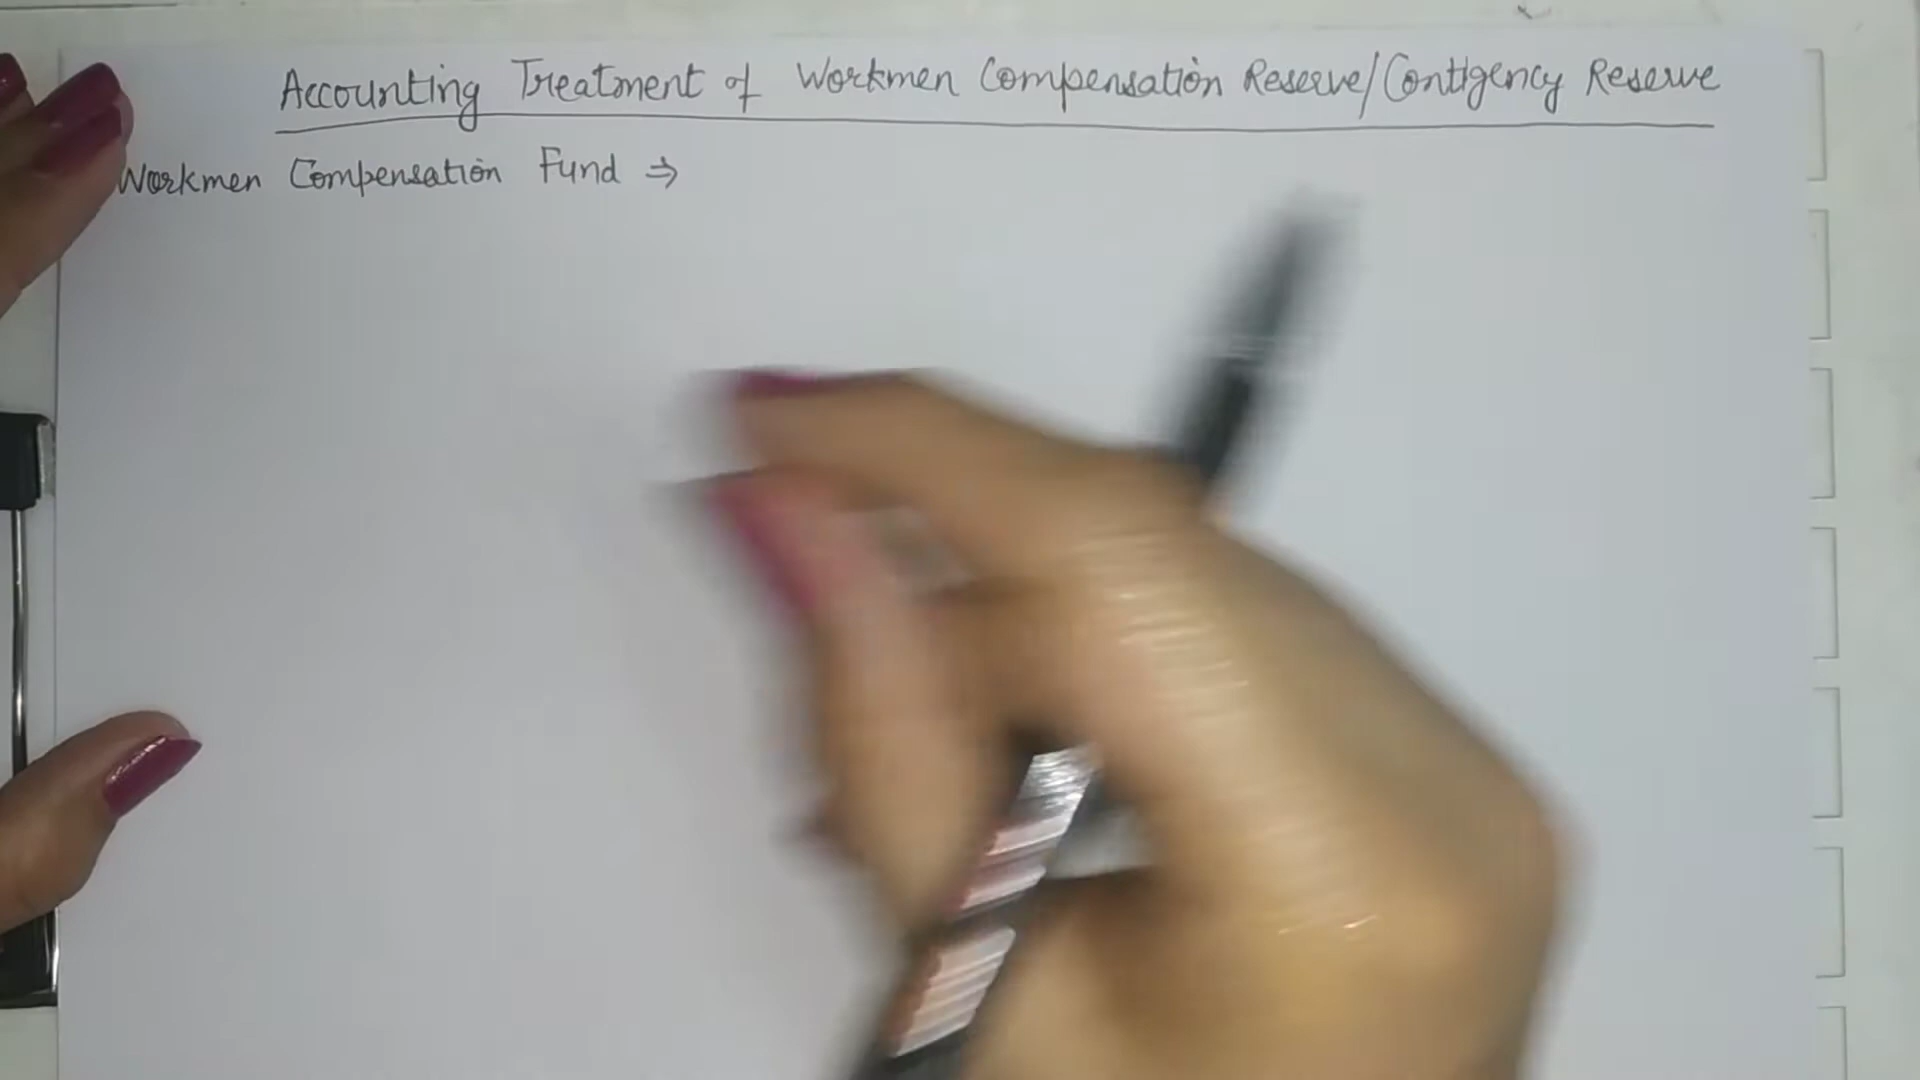 Accounting Treatment of Workmen Compensation Reserve/Contigency Reserve
Workmen Compensation Fund ⇒